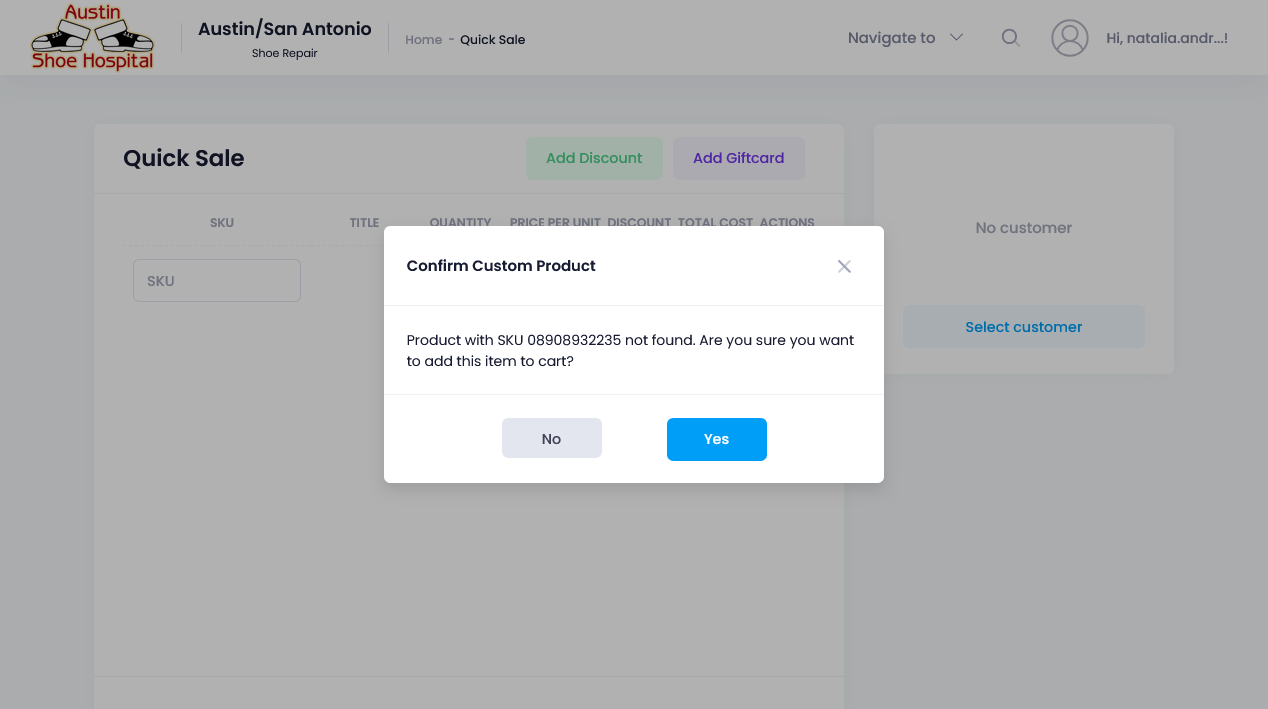 Austin
Shoe Hospital
Austin/San Antonio
Shoe Repair
Home - Quick Sale
Navigate to
Hi, natalia.andr...!
Quick Sale
Add Discount
Add Giftcard
SKU TITLE QUANTITY PRICE PER UNIT DISCOUNT TOTAL COST ACTIONS
SKU
No customer
Select customer
Confirm Custom Product
Product with SKU 08908932235 not found. Are you sure you want
to add this item to cart?
No
Yes